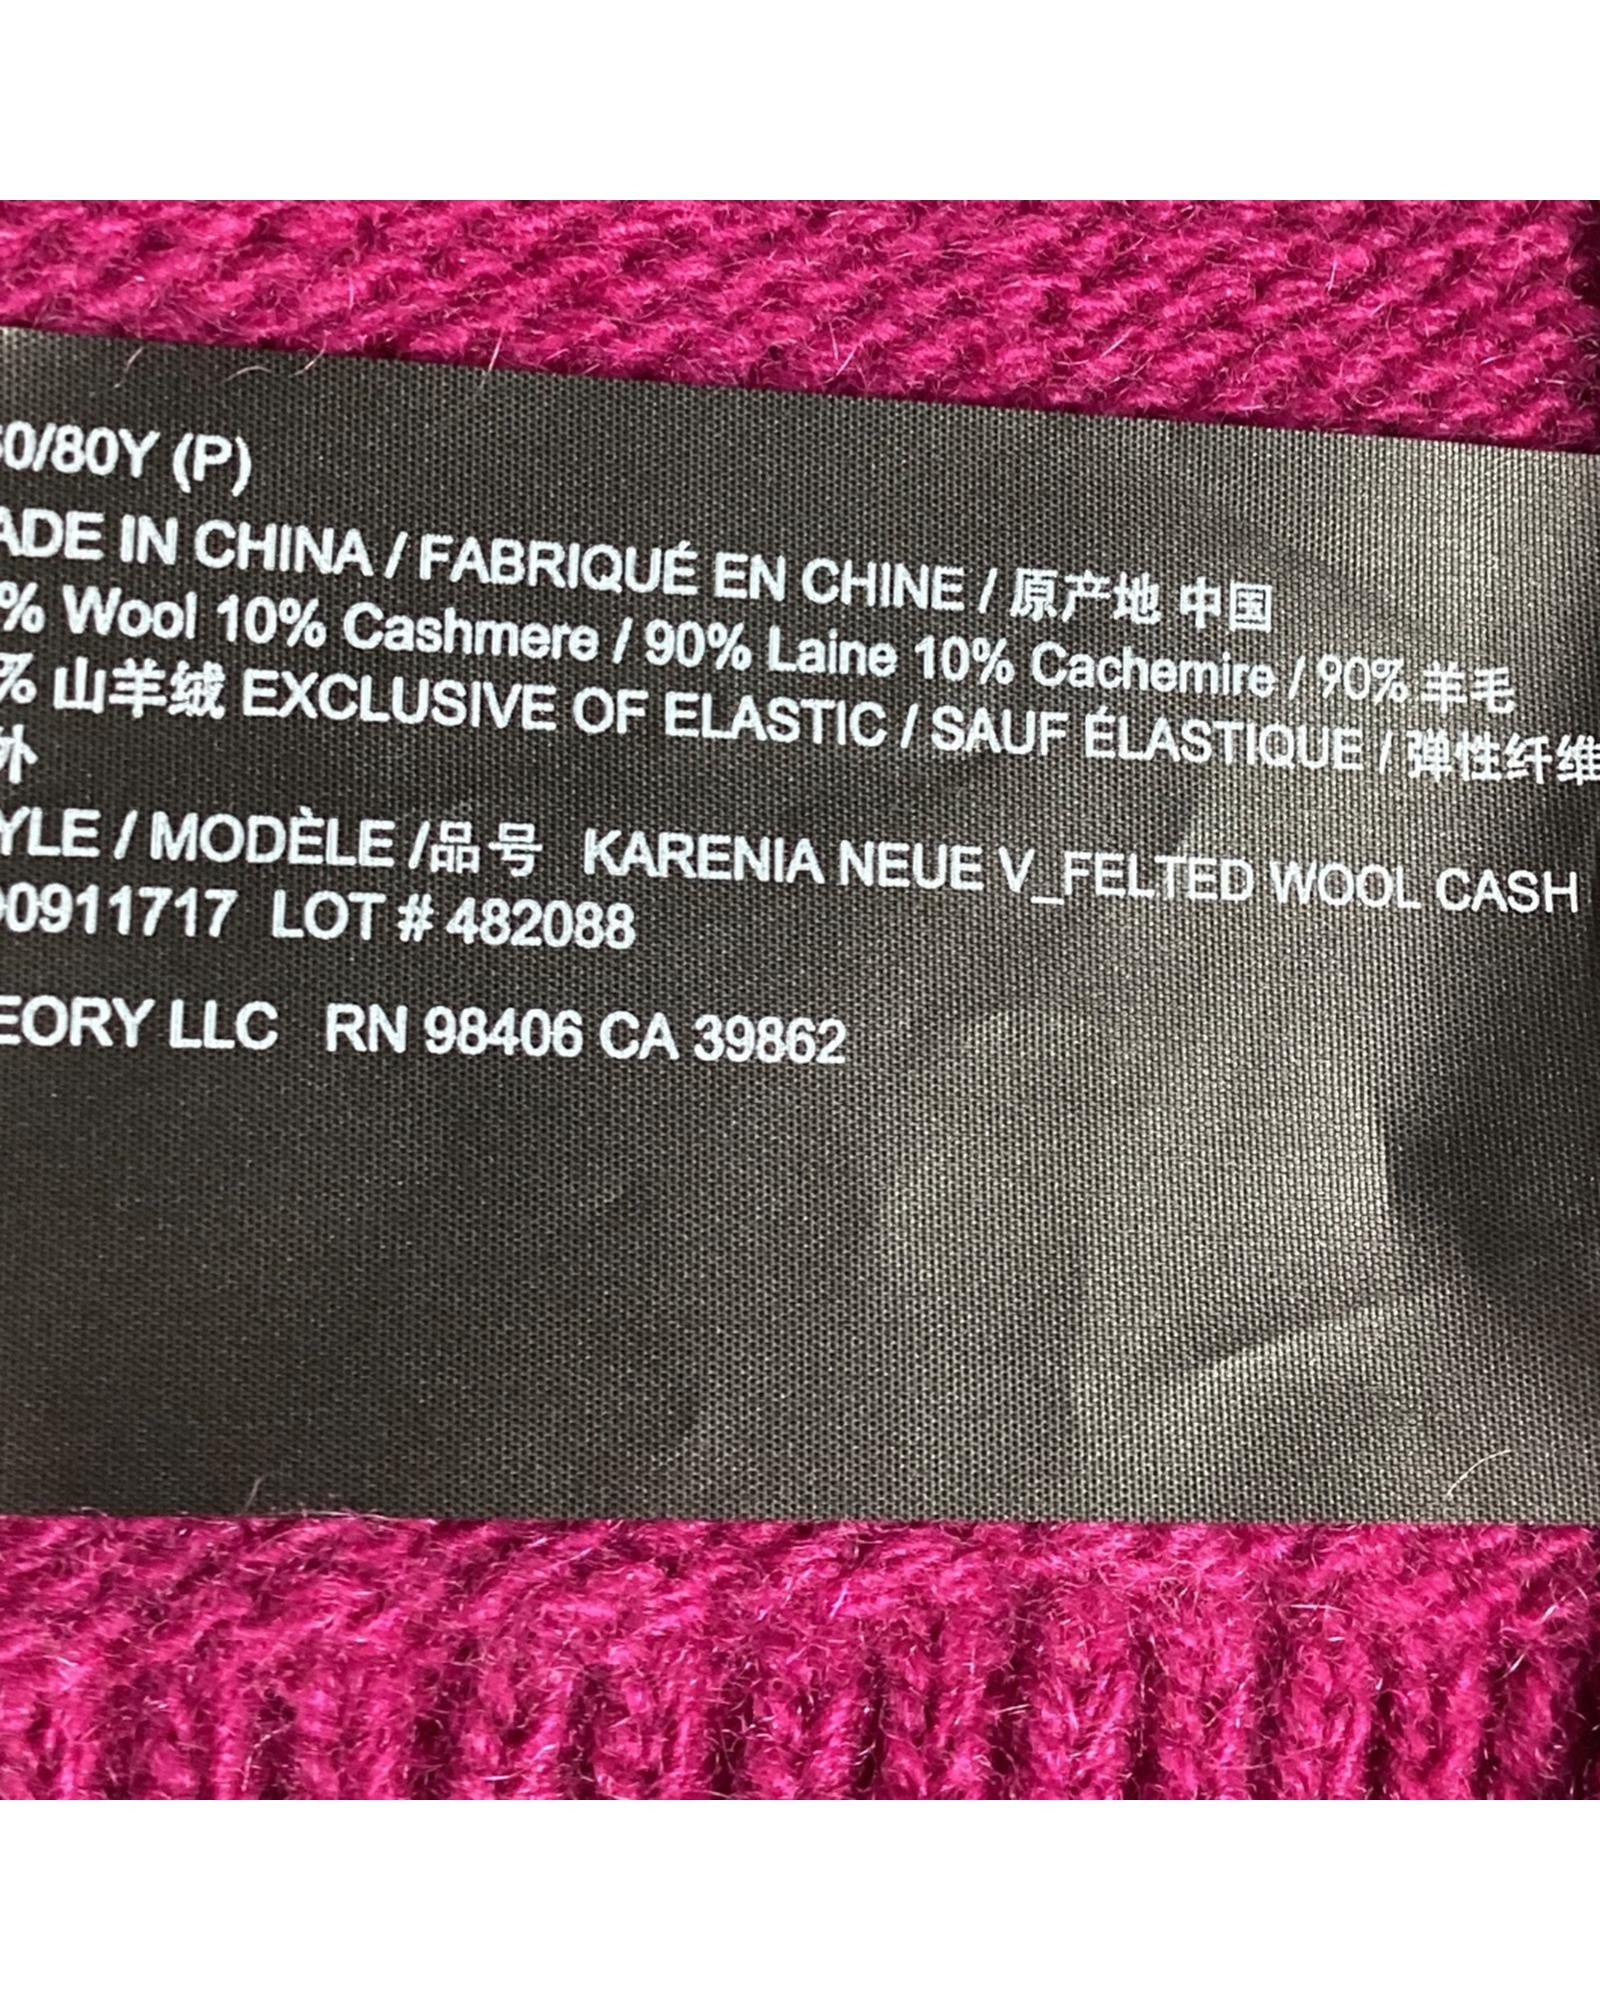 0/80Y (P)
ADE IN CHINA / FABRIQUÉ EN CHINE / 原产地 中国
% Wool 10% Cashmere / 90% Laine 10% Cachemire / 90% 羊毛
% 山羊绒 EXCLUSIVE OF ELASTIC / SAUF ÉLASTIQUE / 弹性纤维
外
YLE / MODÈLE /品号 KARENIA NEUE V_FELTED WOOL CASH
0911717 LOT # 482088
EORY LLC RN 98406 CA 39862